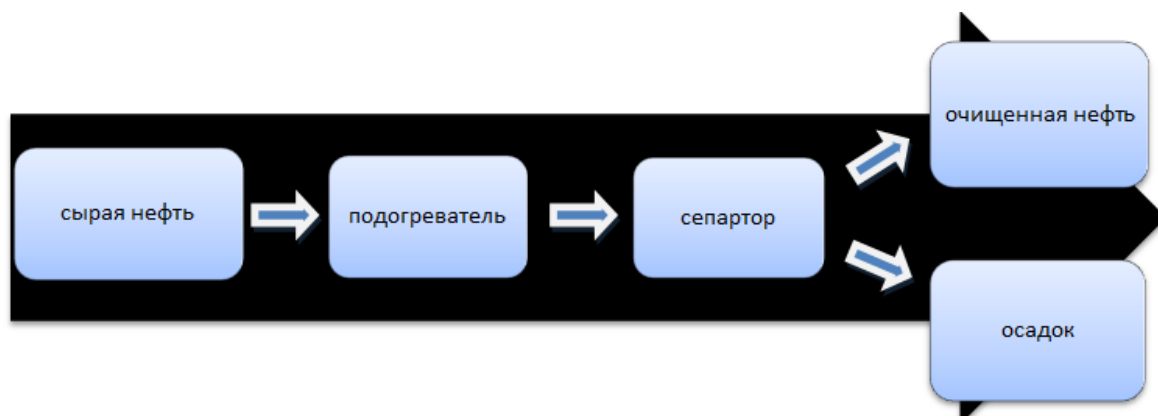 сырая нефть
подогреватель
сепартор
очищенная нефть
осадок